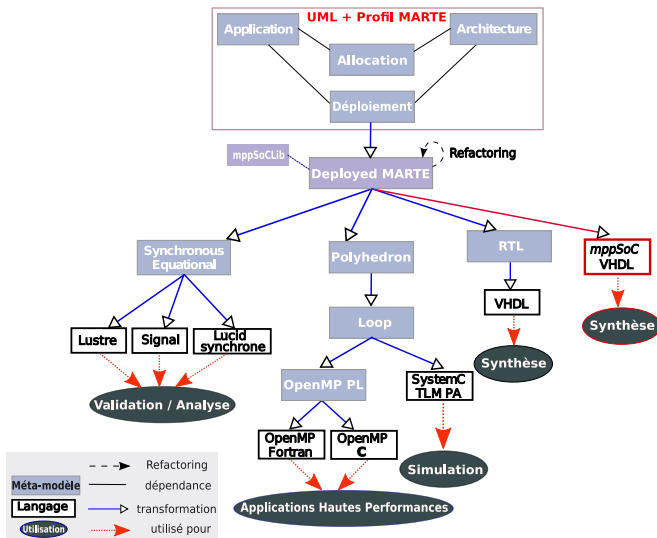 UML + Profil MARTE
Application
Architecture
Allocation
Déploiement
mppSoCLib
Refactoring
Deployed MARTE
Synchronous
Equational
Polyhedron
RTL
mppSoC
VHDL
VHDL
Loop
Synthèse
Lustre
Signal
Lucid
synchrone
Synthèse
OpenMP PL
SystemC
TLM PA
Validation / Analyse
OpenMP
Fortran
OpenMP
C
Simulation
Applications Hautes Performances
Refactoring
Méta-modèle
dépendance
Langage
transformation
Utilisation
utilisé pour